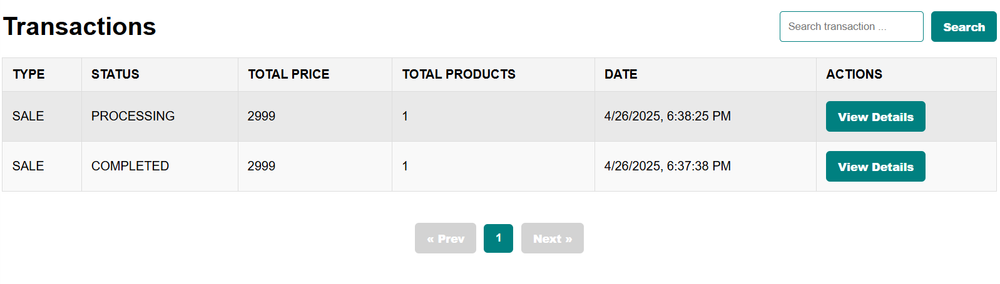 Transactions
Search transaction ...
Search
TYPE STATUS TOTAL PRICE TOTAL PRODUCTS DATE ACTIONS
SALE PROCESSING 2999 1 4/26/2025, 6:38:25 PM View Details
SALE COMPLETED 2999 1 4/26/2025, 6:37:38 PM View Details
« Prev 1 Next »